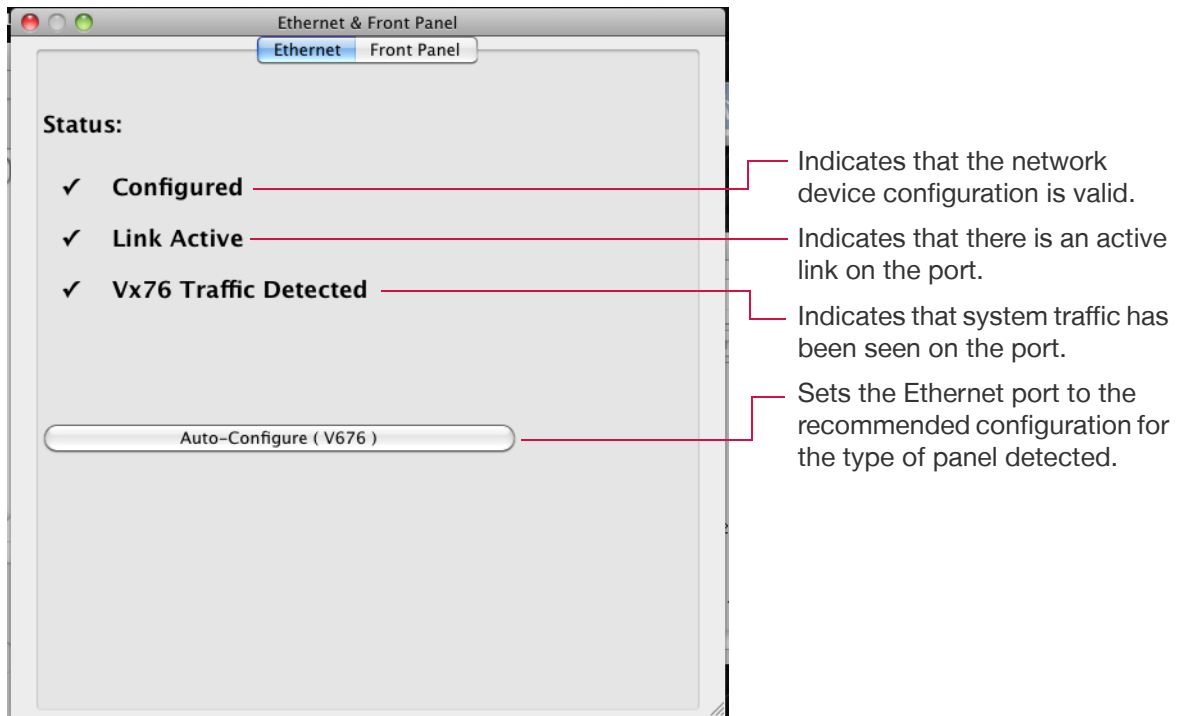 Ethernet & Front Panel
Ethernet Front Panel
Status:
✓ Configured
✓ Link Active
✓ Vx76 Traffic Detected
Auto-Configure ( V676 )
Indicates that the network
device configuration is valid.
Indicates that there is an active
link on the port.
Indicates that system traffic has
been seen on the port.
Sets the Ethernet port to the
recommended configuration for
the type of panel detected.